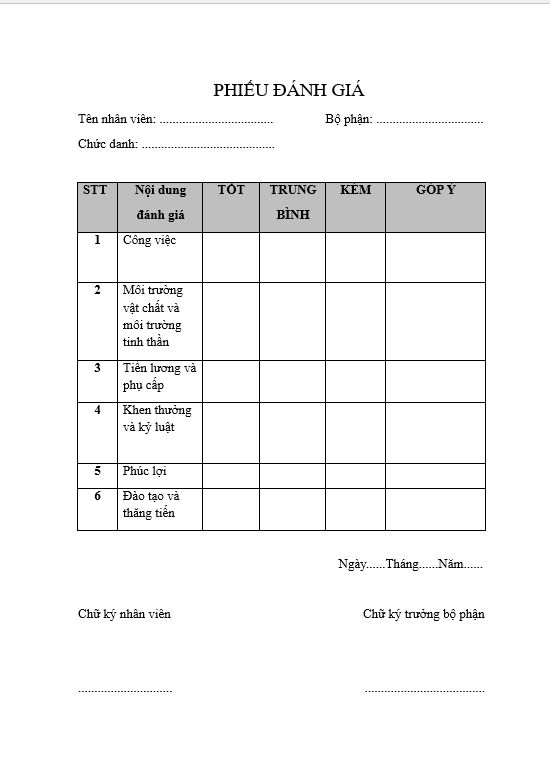 PHIẾU ĐÁNH GIÁ
Tên nhân viên: ................................... Bộ phận: .................................
Chức danh: .........................................
STT Nội dung TỐT TRUNG KÉM GÓP Ý
đánh giá BÌNH
1 Công việc
2 Môi trường
vật chất và
môi trường
tinh thần
3 Tiền lương và
phụ cấp
4 Khen thưởng
và kỷ luật
5 Phúc lợi
6 Đào tạo và
thăng tiến
Ngày......Tháng......Năm......
Chữ ký nhân viên Chữ ký trưởng bộ phận
............................. .....................................